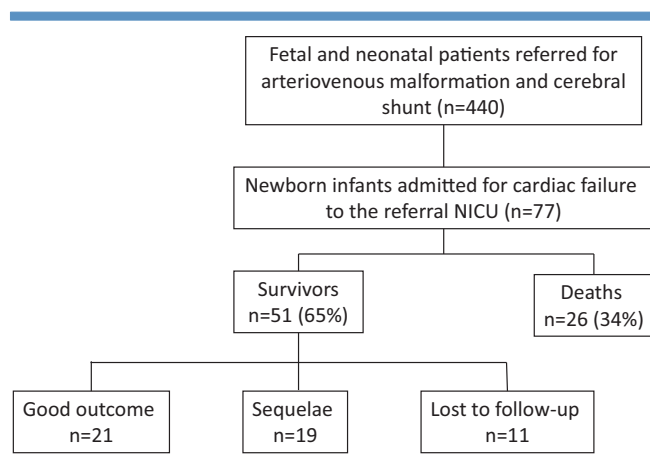 Fetal and neonatal patients referred for
arteriovenous malformation and cerebral
shunt (n=440)
Newborn infants admitted for cardiac failure
to the referral NICU (n=77)
Survivors
n=51 (65%)
Deaths
n=26 (34%)
Good outcome
n=21
Sequelae
n=19
Lost to follow-up
n=11